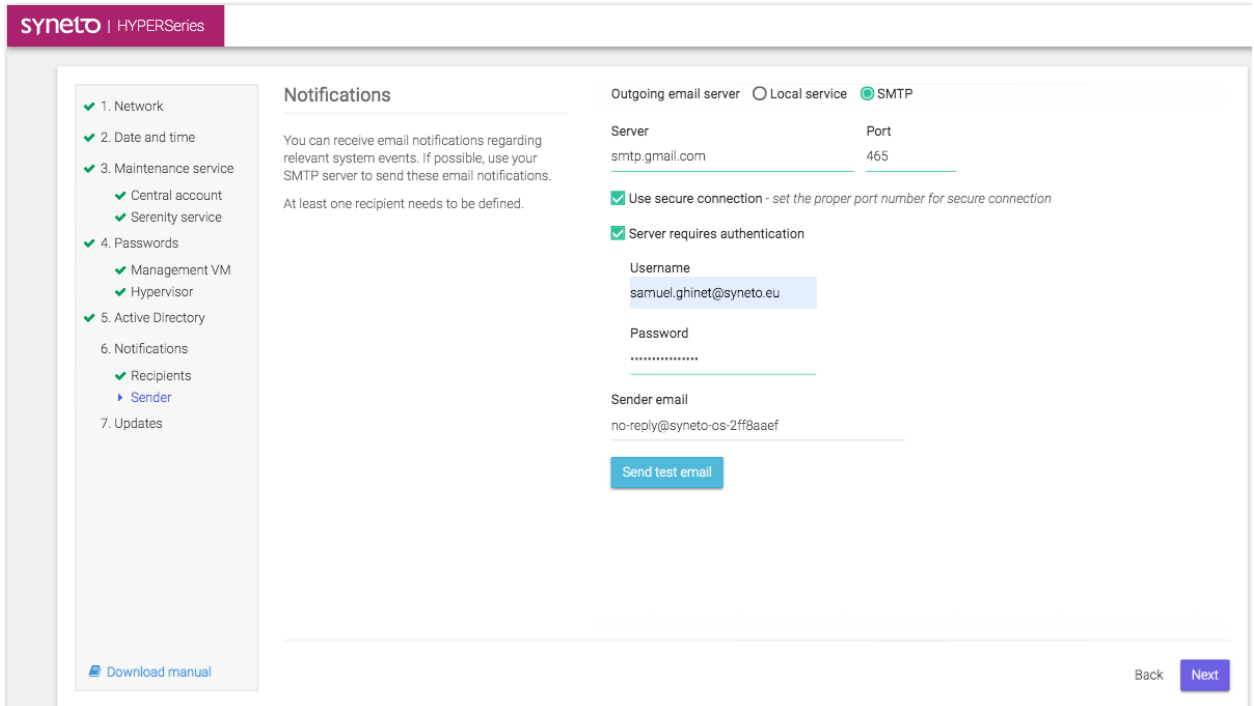 syneto | HYPERSeries
1. Network
2. Date and time
3. Maintenance service
Central account
Serenity service
4. Passwords
Management VM
Hypervisor
5. Active Directory
6. Notifications
Recipients
Sender
7. Updates
Download manual
Notifications
You can receive email notifications regarding
relevant system events. If possible, use your
SMTP server to send these email notifications.
At least one recipient needs to be defined.
Outgoing email server Local service SMTP
Server Port
smtp.gmail.com 465
Use secure connection - set the proper port number for secure connection
Server requires authentication
Username
samuel.ghinet@syneto.eu
Password
••••••••••••••••
Sender email
no-reply@syneto-os-2ff8aaef
Send test email
Back Next